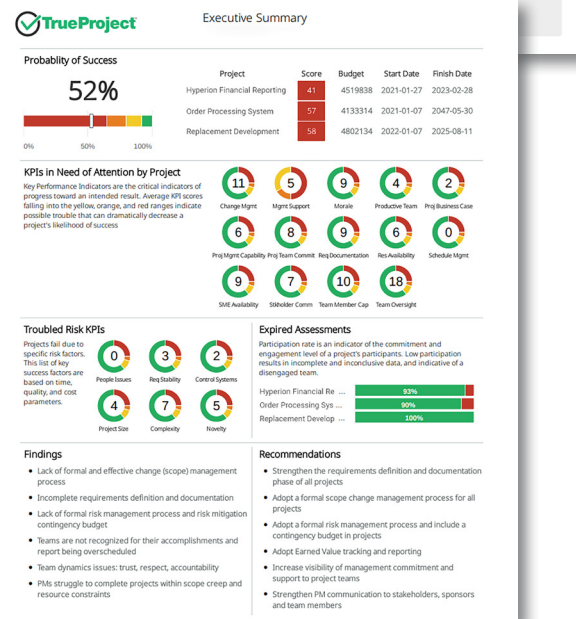 TrueProject
Executive Summary
Probablity of Success
52%
0% 50% 100%
Project Score Budget Start Date Finish Date
Hyperion Financial Reporting 41 4519838 2021-01-27 2023-02-28
Order Processing System 57 4133314 2021-01-07 2047-05-30
Replacement Development 58 4802134 2022-01-07 2025-08-11
KPIs in Need of Attention by Project
Key Performance Indicators are the critical indicators of
progress toward an intended result. Average KPI scores
falling into the yellow, orange, and red ranges indicate
possible trouble that can dramatically decrease a
project's likelihood of success
11 5 9 4 2
Change Mgmt Mgmt Support Morale Productive Team Proj Business Case
6 8 9 6 0
Proj Mgmt Capability Proj Team Commit Req Documentation Res Availability Schedule Mgmt
9 7 10 18
SME Availability Stkholder Comm Team Member Cap Team Oversight
Troubled Risk KPIs
Projects fail due to
specific risk factors.
This list of key
success factors are
based on time,
quality, and cost
parameters.
0 3 2
People Issues Req Stability Control Systems
4 7 5
Project Size Complexity Novelty
Expired Assessments
Participation rate is an indicator of the commitment and
engagement level of a project's participants. Low participation
results in incomplete and inconclusive data, and indicative of a
disengaged team.
Hyperion Financial Re ... 93%
Order Processing Sys ... 90%
Replacement Develop ... 100%
Findings
• Lack of formal and effective change (scope) management
process
• Incomplete requirements definition and documentation
• Lack of formal risk management process and risk mitigation
contingency budget
• Teams are not recognized for their accomplishments and
report being overscheduled
• Team dynamics issues: trust, respect, accountability
• PMs struggle to complete projects within scope creep and
resource constraints
Recommendations
• Strengthen the requirements definition and documentation
phase of all projects
• Adopt a formal scope change management process for all
projects
• Adopt a formal risk management process and include a
contingency budget in projects
• Adopt Earned Value tracking and reporting
• Increase visibility of management commitment and
support to project teams
• Strengthen PM communication to stakeholders, sponsors
and team members